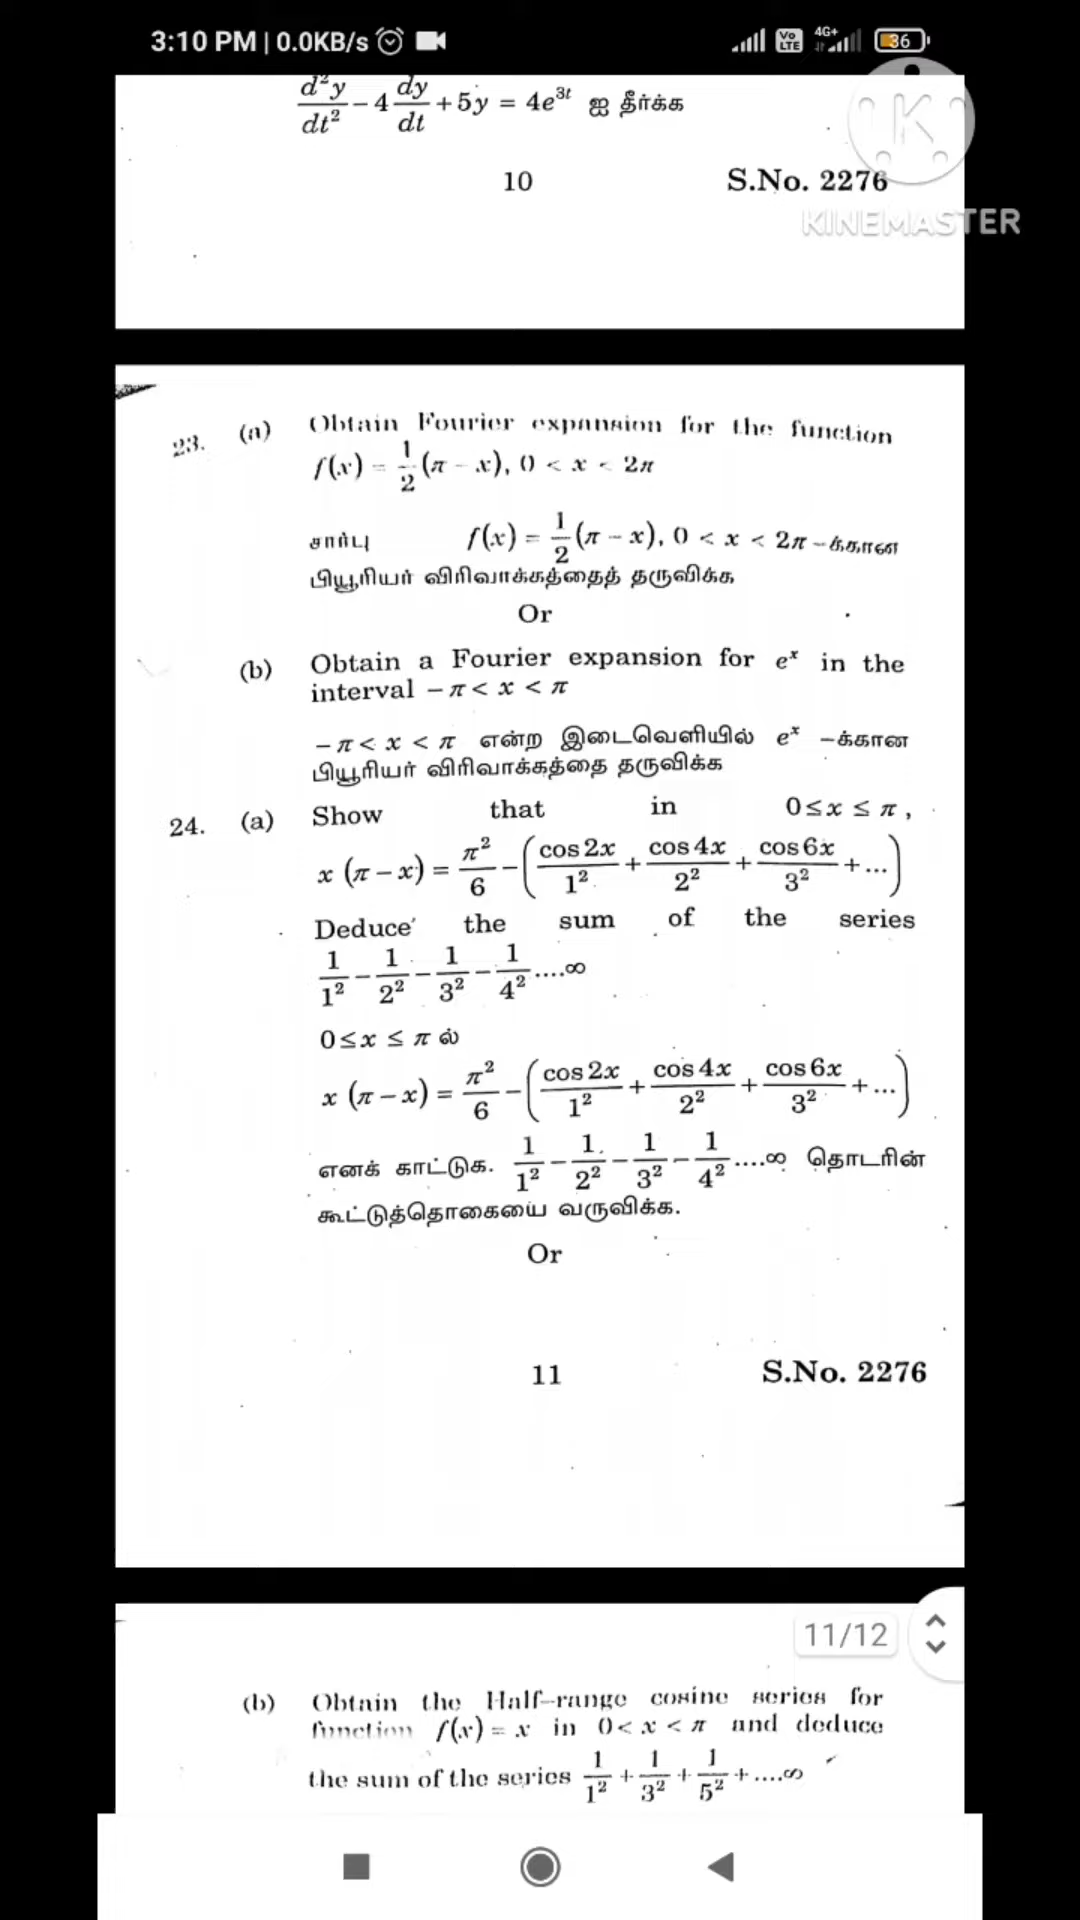 3:10 PM | 0.0KB/s
Vo LTE 4G+ 36
d²y/dt² − 4 dy/dt + 5y = 4e^{3t} ஐ தீர்க்க
10 S.No. 2276
KINEMASTER
23. (a) Obtain Fourier expansion for the function
f(x) = 1/2 (π − x), 0 < x < 2π
சார்பு f(x) = 1/2 (π − x), 0 < x < 2π −க்கான
பியூரியர் விரிவாக்கத்தைத் தருவிக்க
Or
(b) Obtain a Fourier expansion for eˣ in the
interval − π < x < π
− π < x < π என்ற இடைவெளியில் eˣ −க்கான
பியூரியர் விரிவாக்கத்தை தருவிக்க
24. (a) Show that in 0 ≤ x ≤ π ,
x (π − x) = π²/6 − (cos 2x/1² + cos 4x/2² + cos 6x/3² + ...)
Deduce the sum of the series
1/1² − 1/2² − 1/3² − 1/4² ....∞
0 ≤ x ≤ π ல்
x (π − x) = π²/6 − (cos 2x/1² + cos 4x/2² + cos 6x/3² + ...)
எனக் காட்டுக. 1/1² − 1/2² − 1/3² − 1/4² ....∞ தொடரின்
கூட்டுத்தொகையை வருவிக்க.
Or
11 S.No. 2276
11/12
(b) Obtain the Half-range cosine series for
function f(x) = x in 0 < x < π and deduce
the sum of the series 1/1² + 1/3² + 1/5² + ....∞